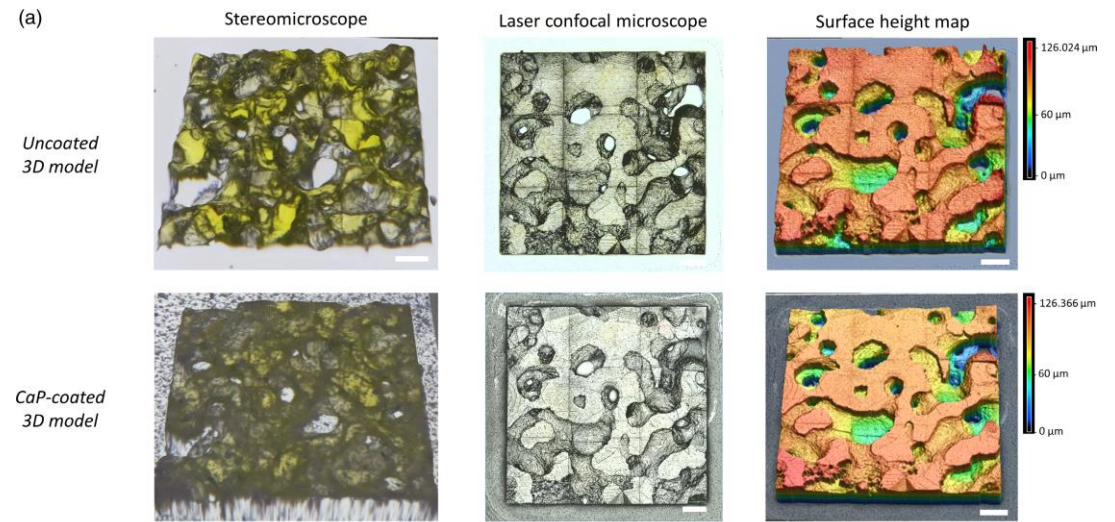 (a)
Stereomicroscope
Laser confocal microscope
Surface height map
Uncoated
3D model
126.024 µm
60 µm
0 µm
CaP-coated
3D model
126.366 µm
60 µm
0 µm